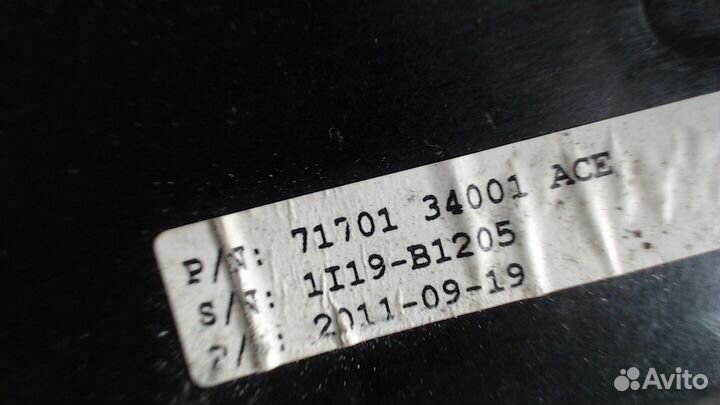 P/N: 71701 34001 ACE
S/N: 1I19-B1205
2011-09-19
Avito